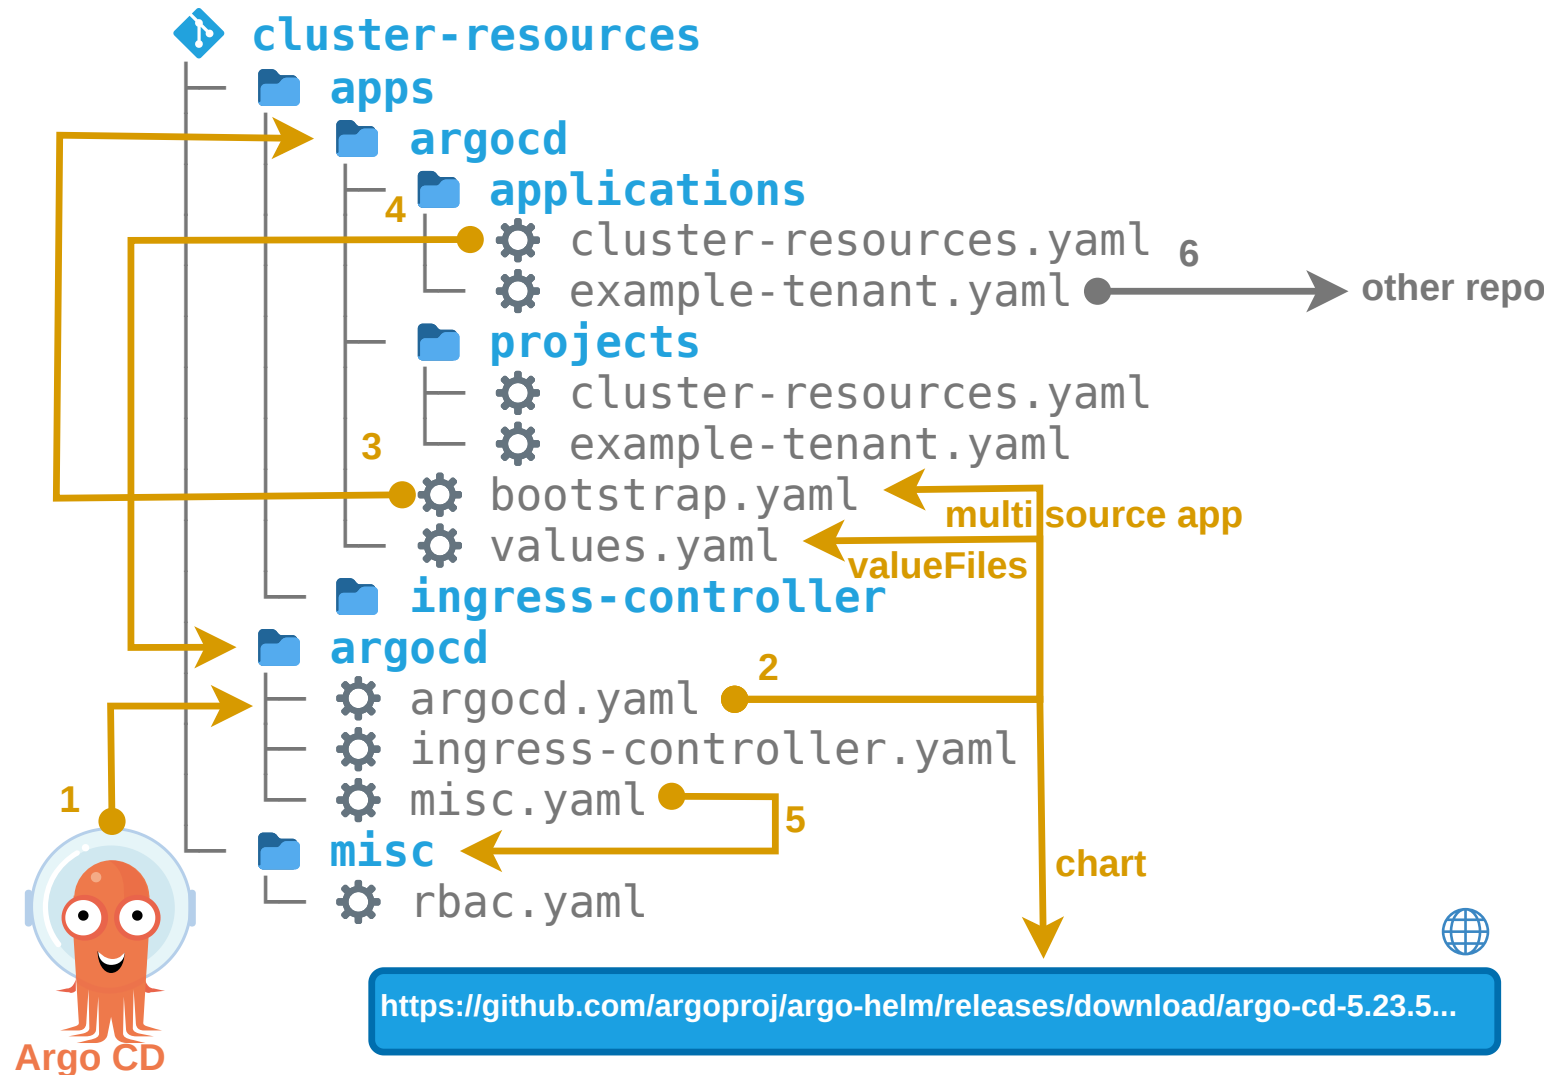 cluster-resources
apps
argocd
applications
4
cluster-resources.yaml
6
example-tenant.yaml
other repo
projects
cluster-resources.yaml
example-tenant.yaml
3
bootstrap.yaml
multi source app
values.yaml
valueFiles
ingress-controller
argocd
2
argocd.yaml
ingress-controller.yaml
1
misc.yaml
5
misc
chart
rbac.yaml
https://github.com/argoproj/argo-helm/releases/download/argo-cd-5.23.5...
Argo CD